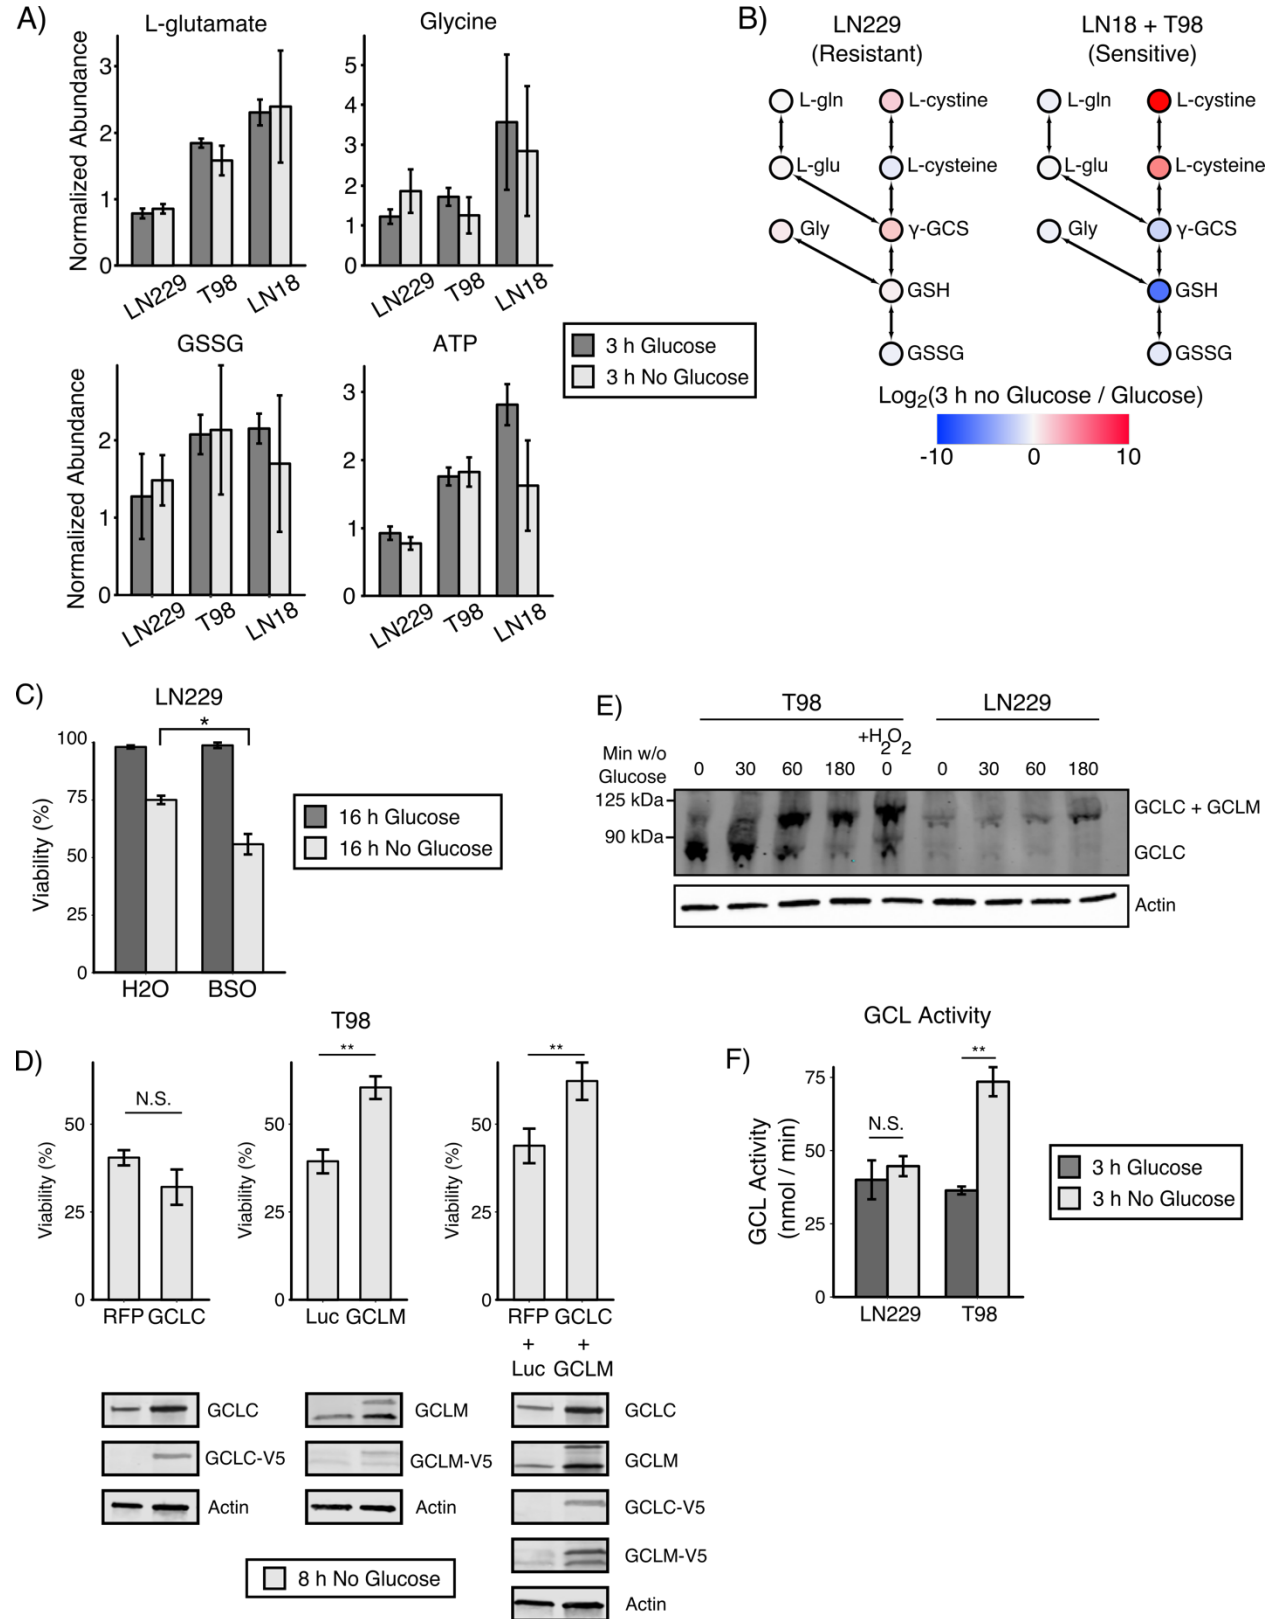 A)
L-glutamate
Glycine
Normalized Abundance
3
2
1
0
LN229
T98
LN18
5
4
3
2
1
0
LN229
T98
LN18
GSSG
ATP
Normalized Abundance
2
1
0
LN229
T98
LN18
3
2
1
0
LN229
T98
LN18
3 h Glucose
3 h No Glucose
B)
LN229
(Resistant)
LN18 + T98
(Sensitive)
L-gln
L-cystine
L-glu
L-cysteine
Gly
γ-GCS
GSH
GSSG
L-gln
L-cystine
L-glu
L-cysteine
Gly
γ-GCS
GSH
GSSG
Log2(3 h no Glucose / Glucose)
-10
0
10
C)
LN229
*
Viability (%)
100
75
50
25
0
H2O
BSO
16 h Glucose
16 h No Glucose
E)
T98
LN229
+H2O2
Min w/o
Glucose
0 30 60 180 0 0 30 60 180
125 kDa
90 kDa
GCLC + GCLM
GCLC
Actin
D)
T98
Viability (%)
50
25
0
N.S.
RFP GCLC
Viability (%)
50
25
0
**
Luc GCLM
Viability (%)
50
25
0
**
RFP GCLC
+ +
Luc GCLM
GCLC
GCLC-V5
Actin
GCLM
GCLM-V5
Actin
GCLC
GCLM
GCLC-V5
GCLM-V5
Actin
8 h No Glucose
F)
GCL Activity
GCL Activity
(nmol / min)
75
50
25
0
N.S.
**
LN229
T98
3 h Glucose
3 h No Glucose